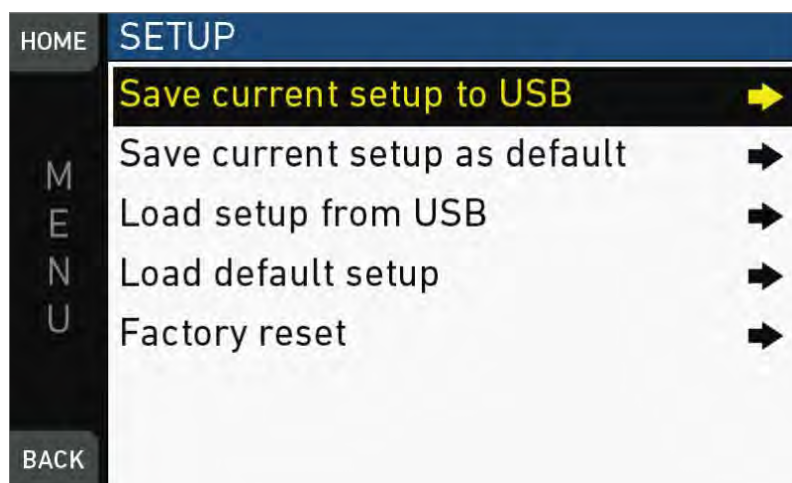 HOME
SETUP
Save current setup to USB
Save current setup as default
Load setup from USB
Load default setup
Factory reset
MENU
BACK